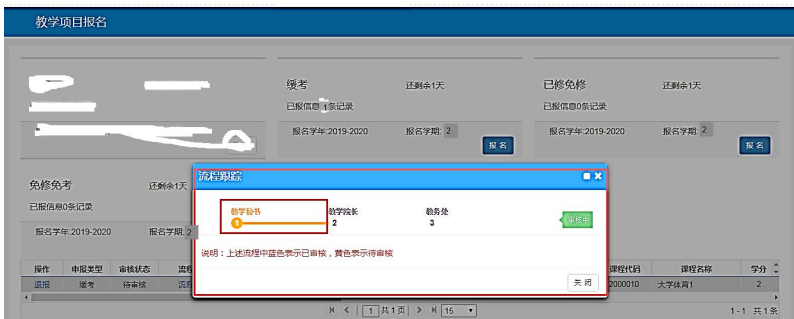 教学项目报名
缓考 还剩余1天
已报信息1条记录
报名学年:2019-2020 报名学期: 2
报名
已修免修 还剩余1天
已报信息0条记录
报名学年:2019-2020 报名学期: 2
报名
免修免考 还剩余1天
已报信息0条记录
报名学年:2019-2020 报名学期: 2
流程跟踪
教学秘书 教学院长 教务处
1 2 3
审核中
说明：上述流程中蓝色表示已审核，黄色表示待审核
关闭
操作 申报类型 审核状态 流程 课程代码 课程名称 学分
退报 缓考 待审核 流程 2000010 大学体育1 2
1 共1页 15
1-1 共1条